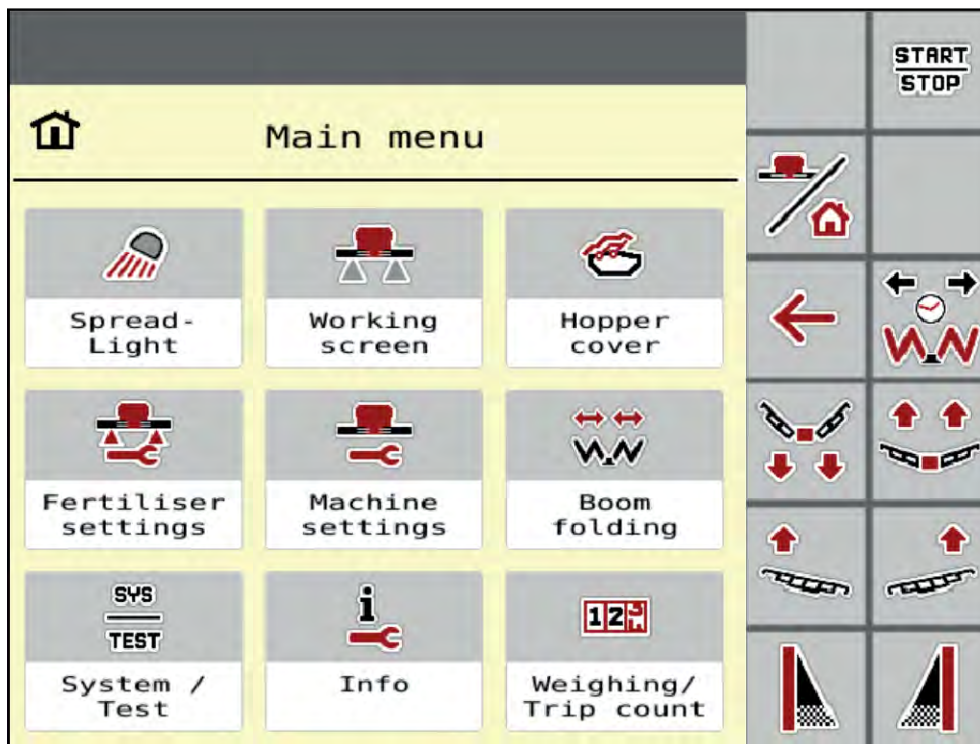 START
STOP
Main menu
Spread-
Light
Working
screen
Hopper
cover
Fertiliser
settings
Machine
settings
Boom
folding
SYS
TEST
System /
Test
i
Info
12
Weighing/
Trip count